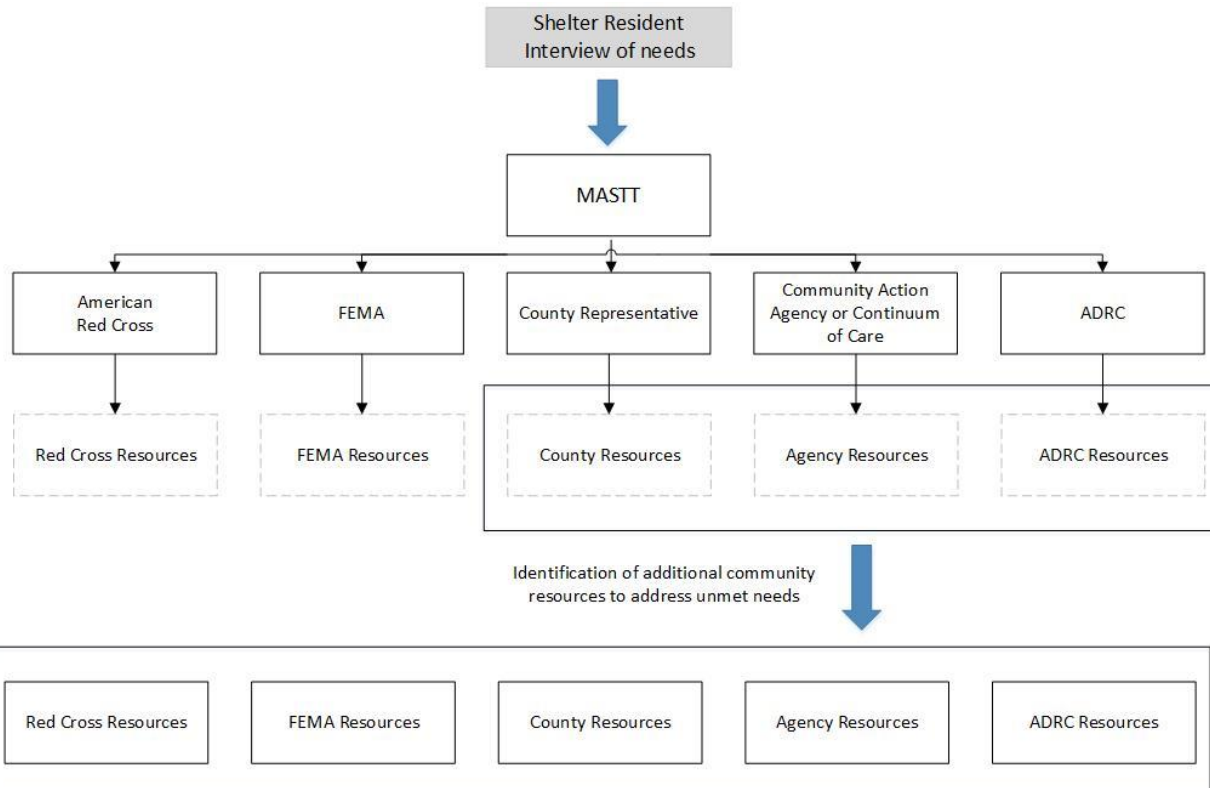 Shelter Resident
Interview of needs
MASTT
American
Red Cross
FEMA
County Representative
Community Action
Agency or Continuum
of Care
ADRC
Red Cross Resources
FEMA Resources
County Resources
Agency Resources
ADRC Resources
Identification of additional community
resources to address unmet needs
Red Cross Resources
FEMA Resources
County Resources
Agency Resources
ADRC Resources